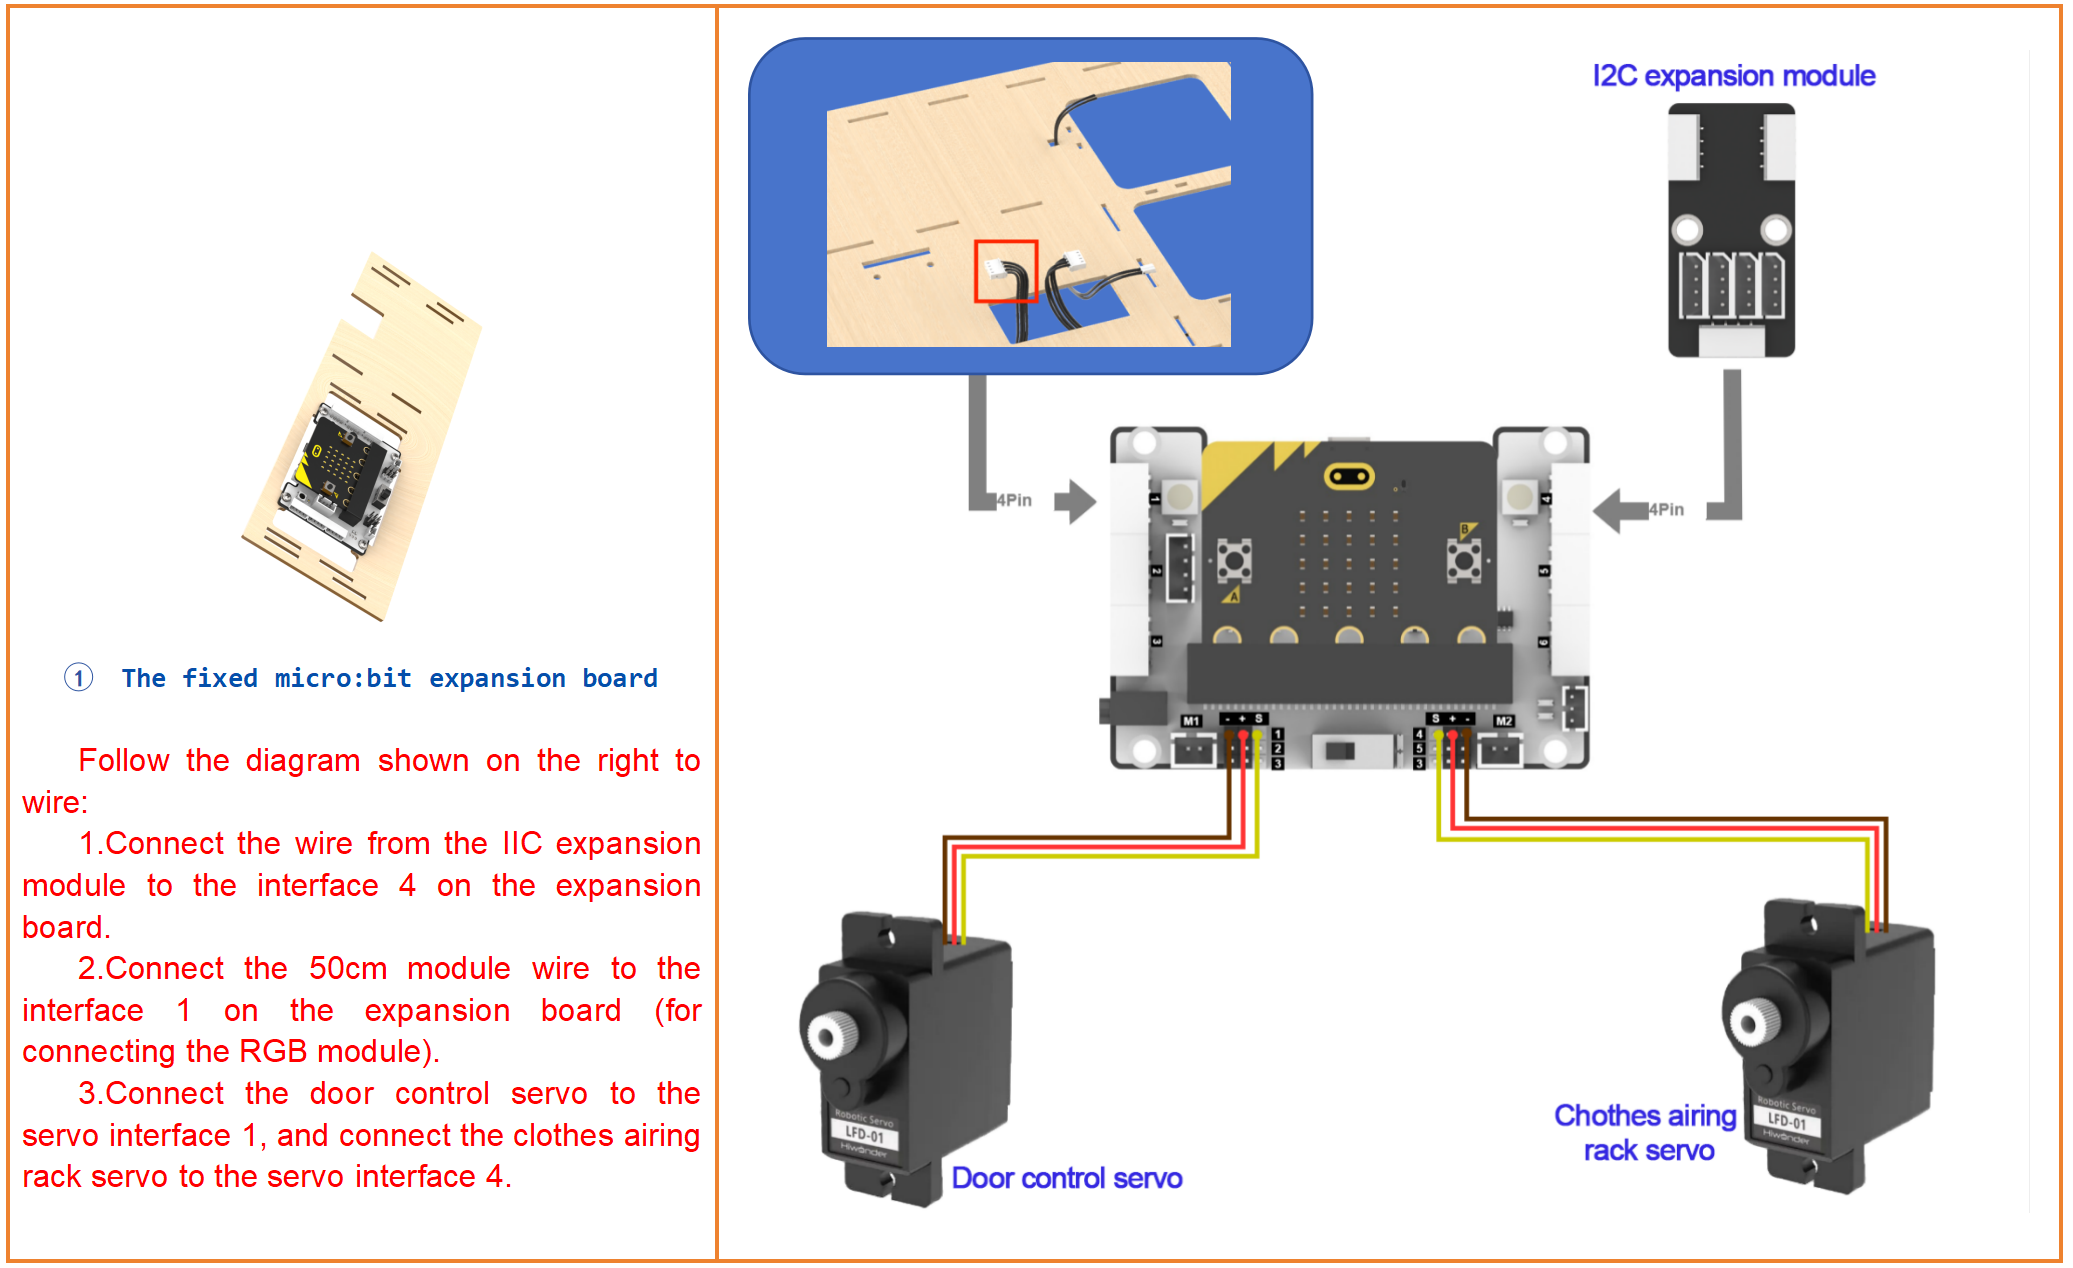 ① The fixed micro:bit expansion board
Follow the diagram shown on the right to
wire:
1.Connect the wire from the IIC expansion
module to the interface 4 on the expansion
board.
2.Connect the 50cm module wire to the
interface 1 on the expansion board (for
connecting the RGB module).
3.Connect the door control servo to the
servo interface 1, and connect the clothes airing
rack servo to the servo interface 4.
I2C expansion module
4Pin
4Pin
1
4
B
2
5
A
3
6
M1
- + S
S + -
M2
1
2
3
4
5
3
Robotic Servo
LFD-01
Hiwonder
Door control servo
Chothes airing
rack servo
Robotic Servo
LFD-01
Hiwonder